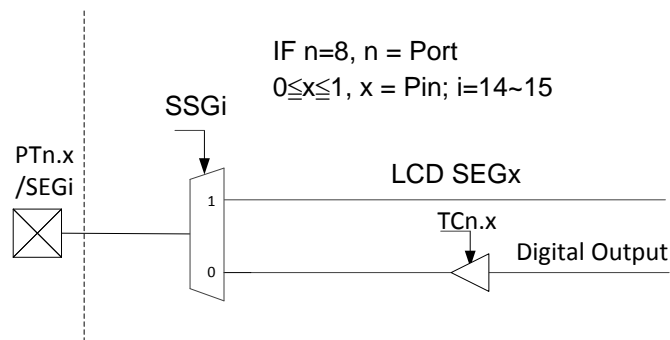 IF n=8, n = Port
0≦x≦1, x = Pin; i=14~15
SSGi
PTn.x
/SEGi
LCD SEGx
1
TCn.x
Digital Output
0